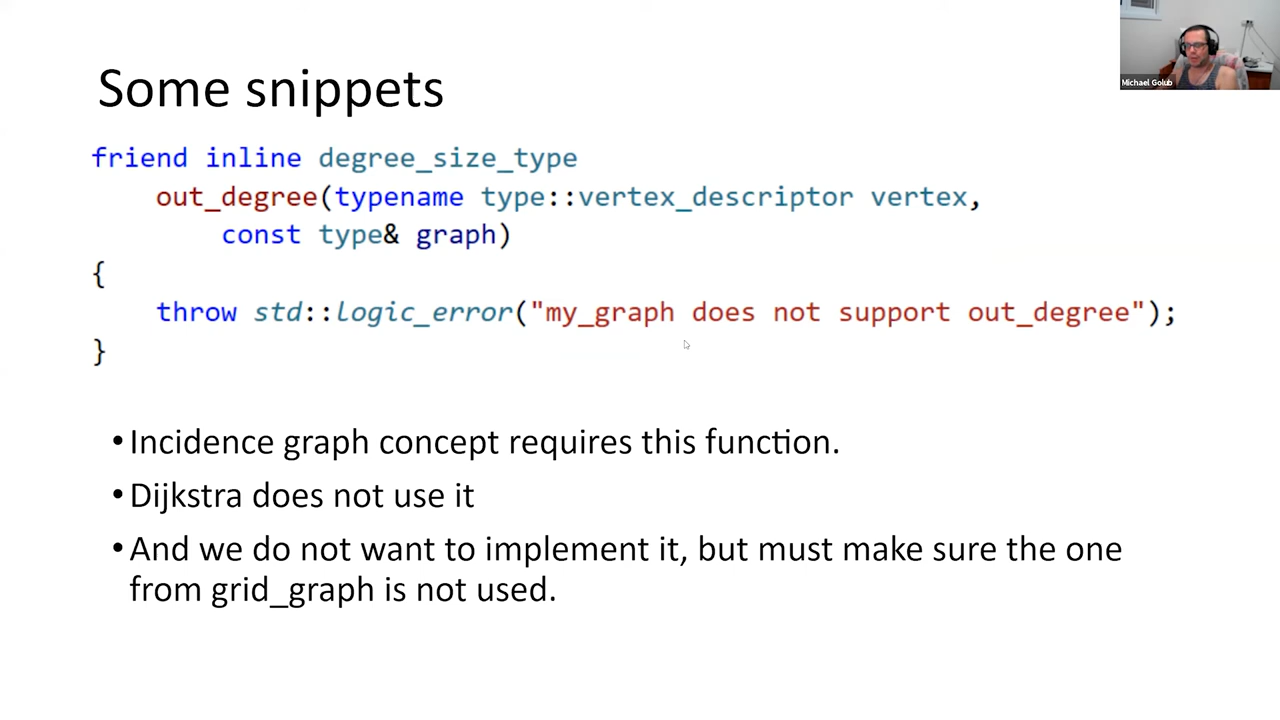 Michael Golub
Some snippets
friend inline degree_size_type
out_degree(typename type::vertex_descriptor vertex,
const type& graph)
{
throw std::logic_error("my_graph does not support out_degree");
}
• Incidence graph concept requires this function.
• Dijkstra does not use it
• And we do not want to implement it, but must make sure the one
from grid_graph is not used.